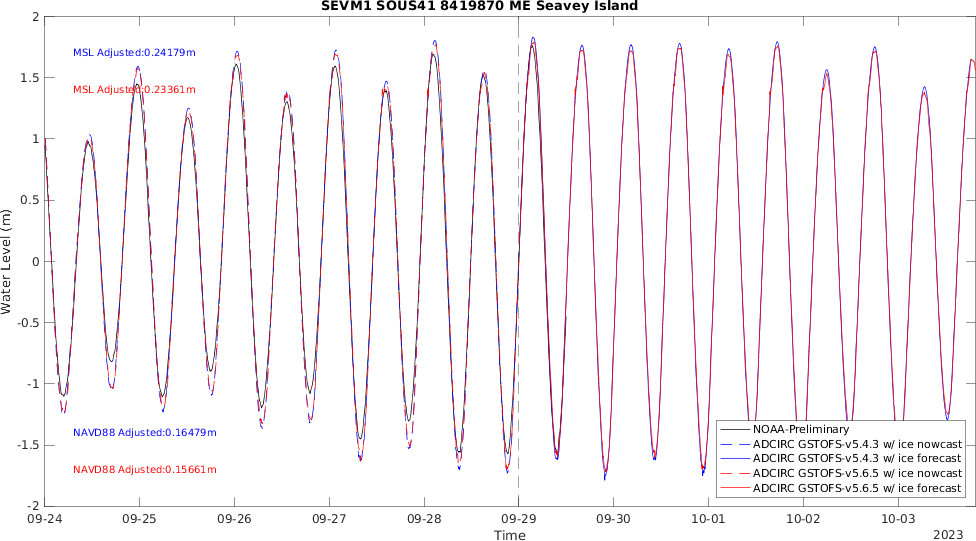 SEVM1 SOUS41 8419870 ME Seavey Island
2
1.5
1
0.5
0
-0.5
-1
-1.5
-2
Water Level (m)
MSL Adjusted:0.24179m
MSL Adjusted:0.23361m
NAVD88 Adjusted:0.16479m
NAVD88 Adjusted:0.15661m
NOAA-Preliminary
ADCIRC GSTOFS-v5.4.3 w/ ice nowcast
ADCIRC GSTOFS-v5.4.3 w/ ice forecast
ADCIRC GSTOFS-v5.6.5 w/ ice nowcast
ADCIRC GSTOFS-v5.6.5 w/ ice forecast
09-24 09-25 09-26 09-27 09-28 09-29 09-30 10-01 10-02 10-03
Time
2023